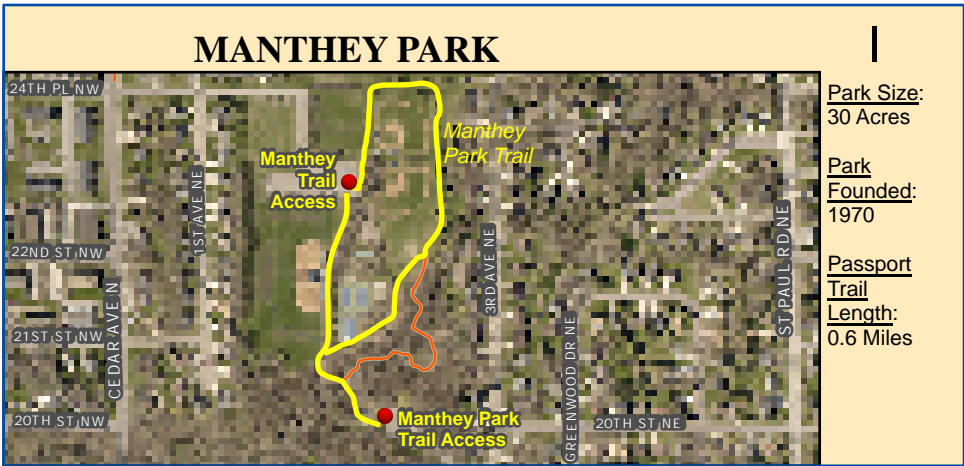 MANTHEY PARK
I
24TH PL NW
Manthey
Park Trail
Manthey
Trail
Access
1ST AVE NE
22ND ST NW
CEDAR AVE N
3RD AVE NE
ST PAUL RD NE
21ST ST NW
GREENWOOD DR NE
20TH ST NW
Manthey Park
Trail Access
20TH ST NE
Park Size:
30 Acres
Park
Founded:
1970
Passport
Trail
Length:
0.6 Miles